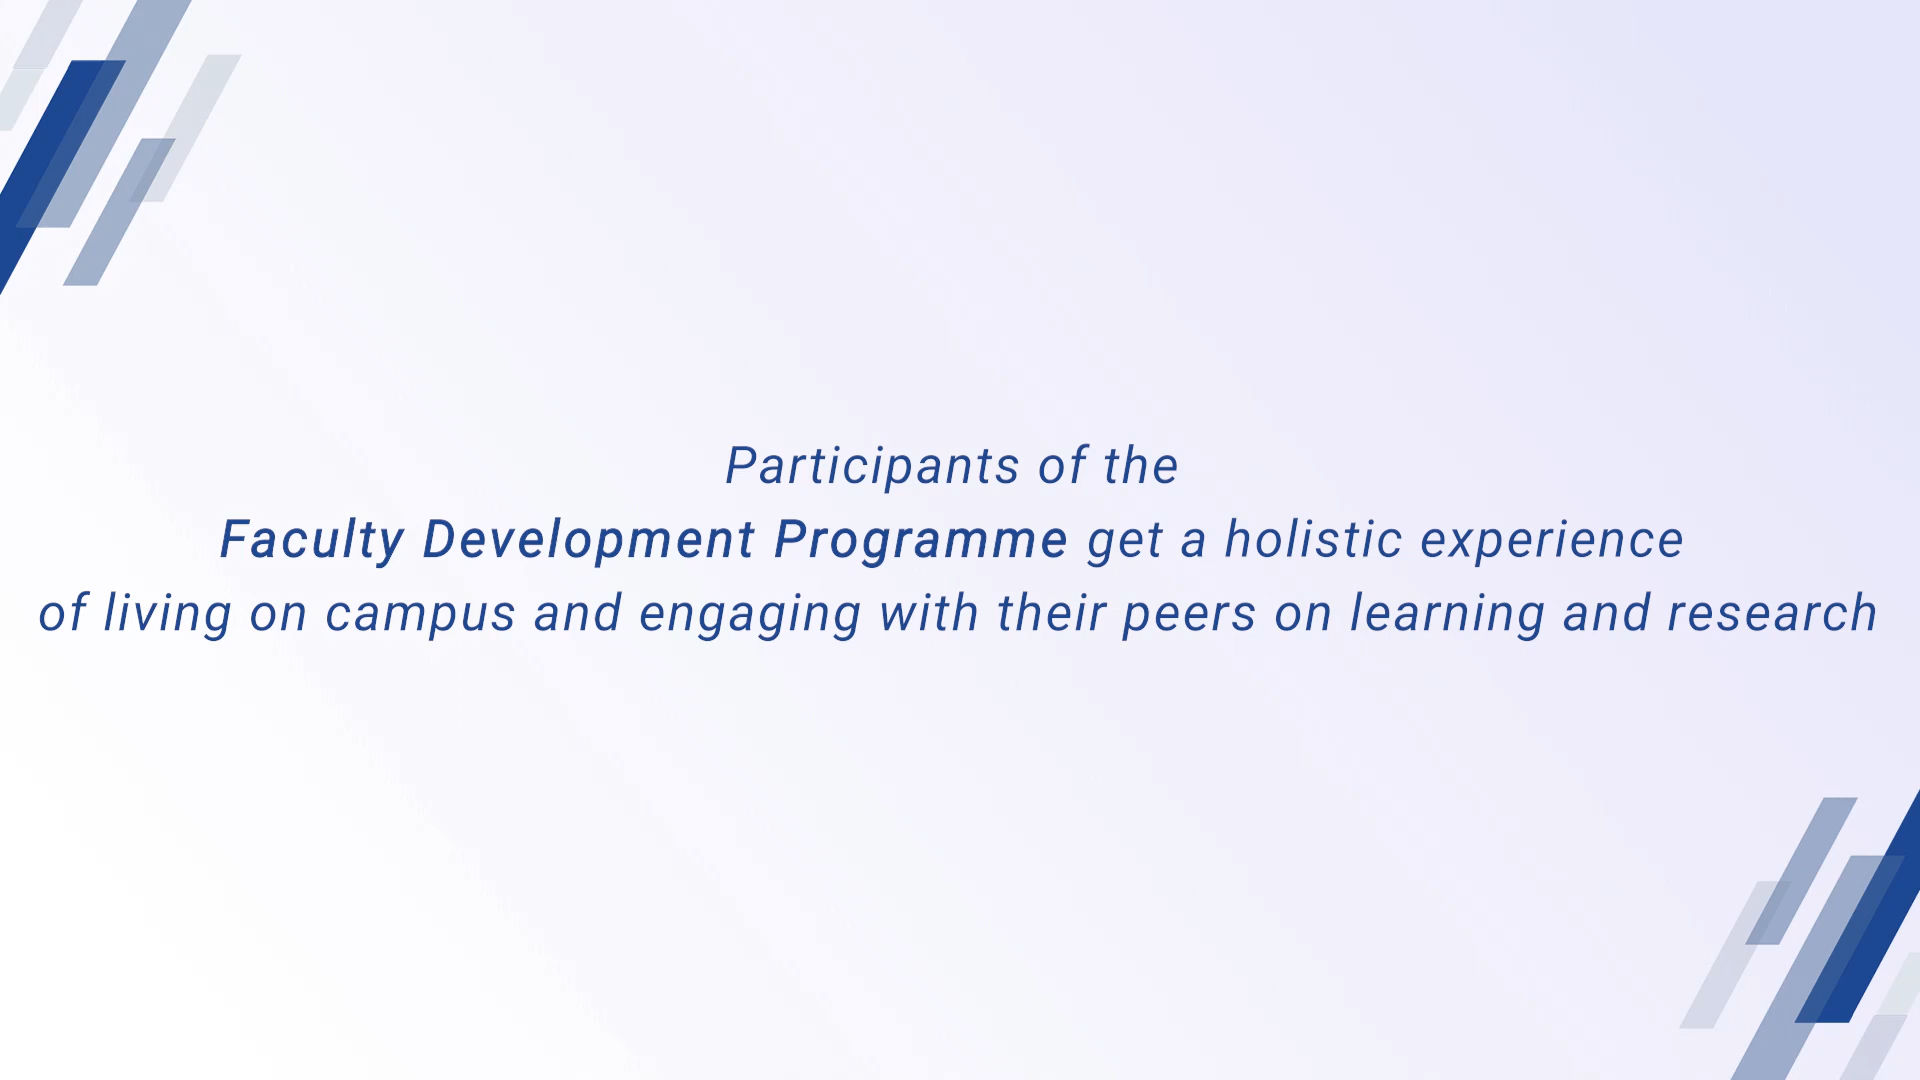 Participants of the
Faculty Development Programme get a holistic experience
of living on campus and engaging with their peers on learning and research